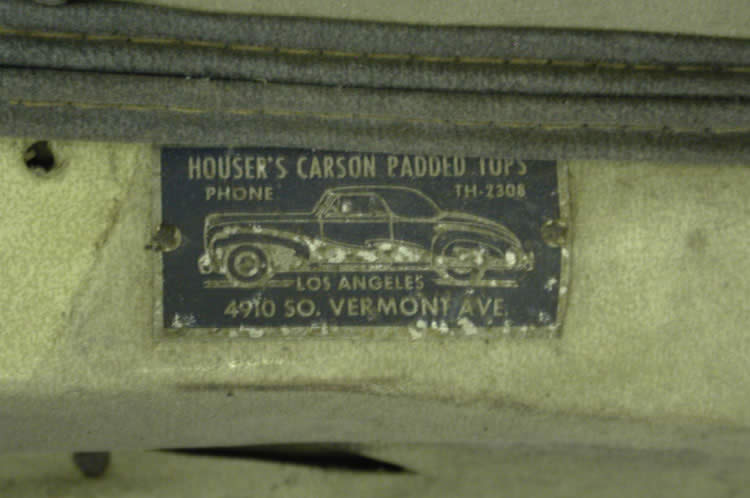 HOUSER'S CARSON PADDED TOPS
PHONE TH-2308
LOS ANGELES
4910 SO. VERMONT AVE.